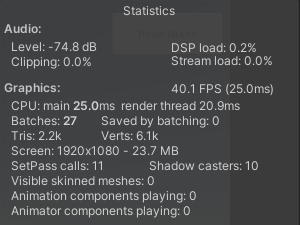 Statistics
Audio:
Level: -74.8 dB DSP load: 0.2%
Clipping: 0.0% Stream load: 0.0%
Graphics: 40.1 FPS (25.0ms)
CPU: main 25.0ms render thread 20.9ms
Batches: 27 Saved by batching: 0
Tris: 2.2k Verts: 6.1k
Screen: 1920x1080 - 23.7 MB
SetPass calls: 11 Shadow casters: 10
Visible skinned meshes: 0
Animation components playing: 0
Animator components playing: 0